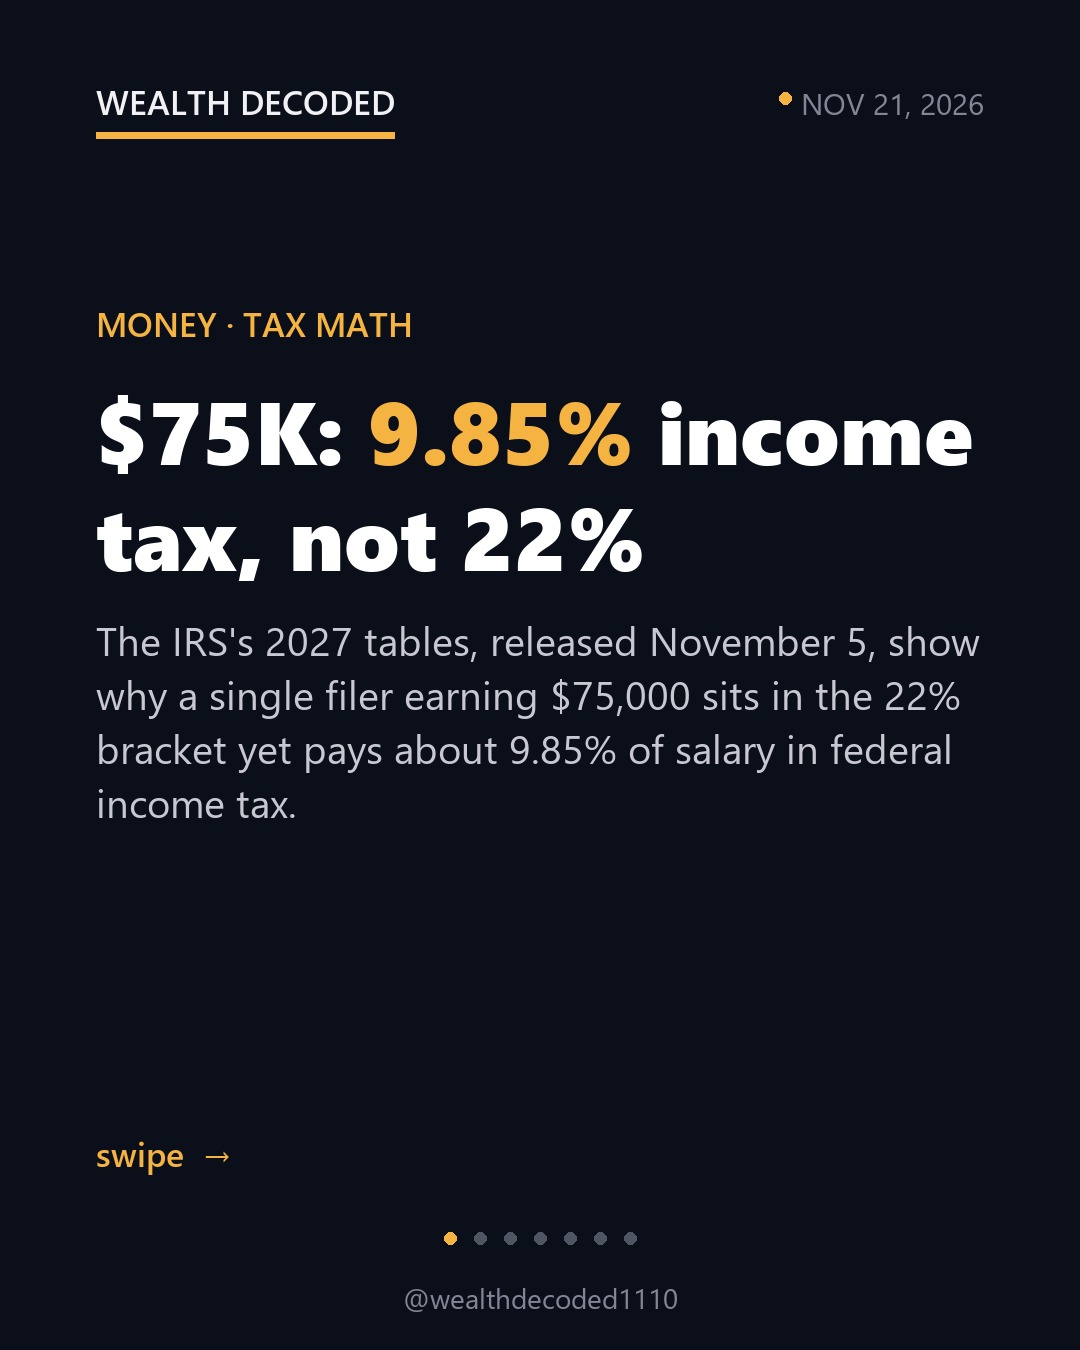 WEALTH DECODED
NOV 21, 2026
MONEY · TAX MATH
$75K: 9.85% income
tax, not 22%
The IRS's 2027 tables, released November 5, show
why a single filer earning $75,000 sits in the 22%
bracket yet pays about 9.85% of salary in federal
income tax.
swipe →
@wealthdecoded1110